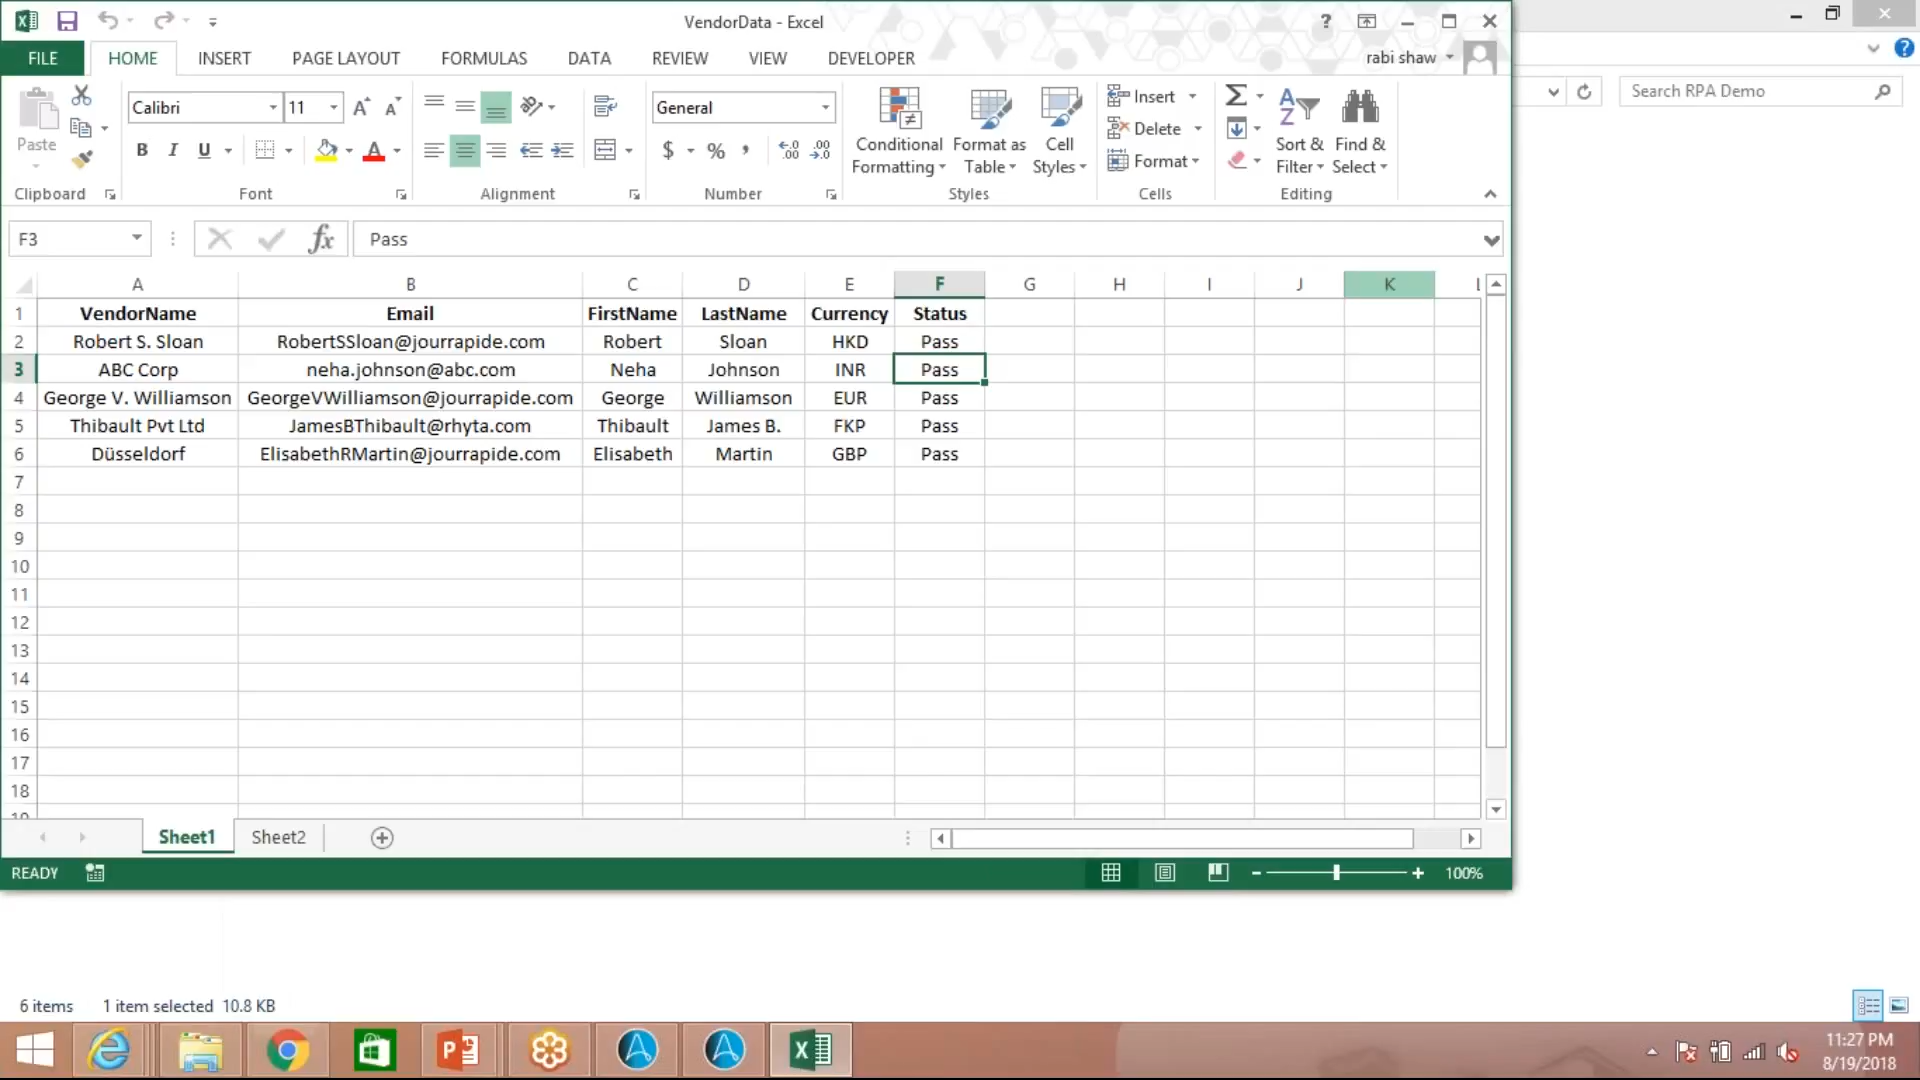 VendorData - Excel
?
FILE HOME INSERT PAGE LAYOUT FORMULAS DATA REVIEW VIEW DEVELOPER rabi shaw
Search RPA Demo
Paste
Calibri 11
General
B I U
$ %
Conditional Formatting
Format as Table
Cell Styles
Insert
Delete
Format
Sort & Filter
Find & Select
Clipboard Font Alignment Number Styles Cells Editing
F3 fx Pass
A B C D E F G H I J K L
1 VendorName Email FirstName LastName Currency Status
2 Robert S. Sloan RobertSSloan@jourrapide.com Robert Sloan HKD Pass
3 ABC Corp neha.johnson@abc.com Neha Johnson INR Pass
4 George V. Williamson GeorgeVWilliamson@jourrapide.com George Williamson EUR Pass
5 Thibault Pvt Ltd JamesBThibault@rhyta.com Thibault James B. FKP Pass
6 Düsseldorf ElisabethRMartin@jourrapide.com Elisabeth Martin GBP Pass
7
8
9
10
11
12
13
14
15
16
17
18
19
Sheet1 Sheet2
READY 100%
6 items 1 item selected 10.8 KB
11:27 PM
8/19/2018